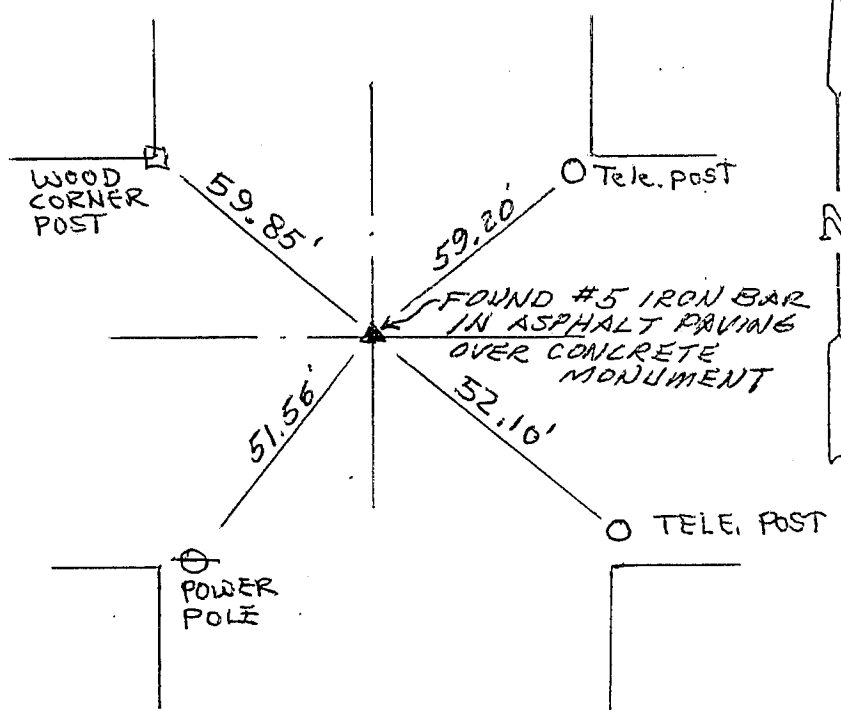 WOOD
CORNER
POST
59.85'
59.20'
Tele. post
FOUND #5 IRON BAR
IN ASPHALT PAVING
OVER CONCRETE
MONUMENT
51.56'
52.10'
TELE. POST
POWER
POLE
N